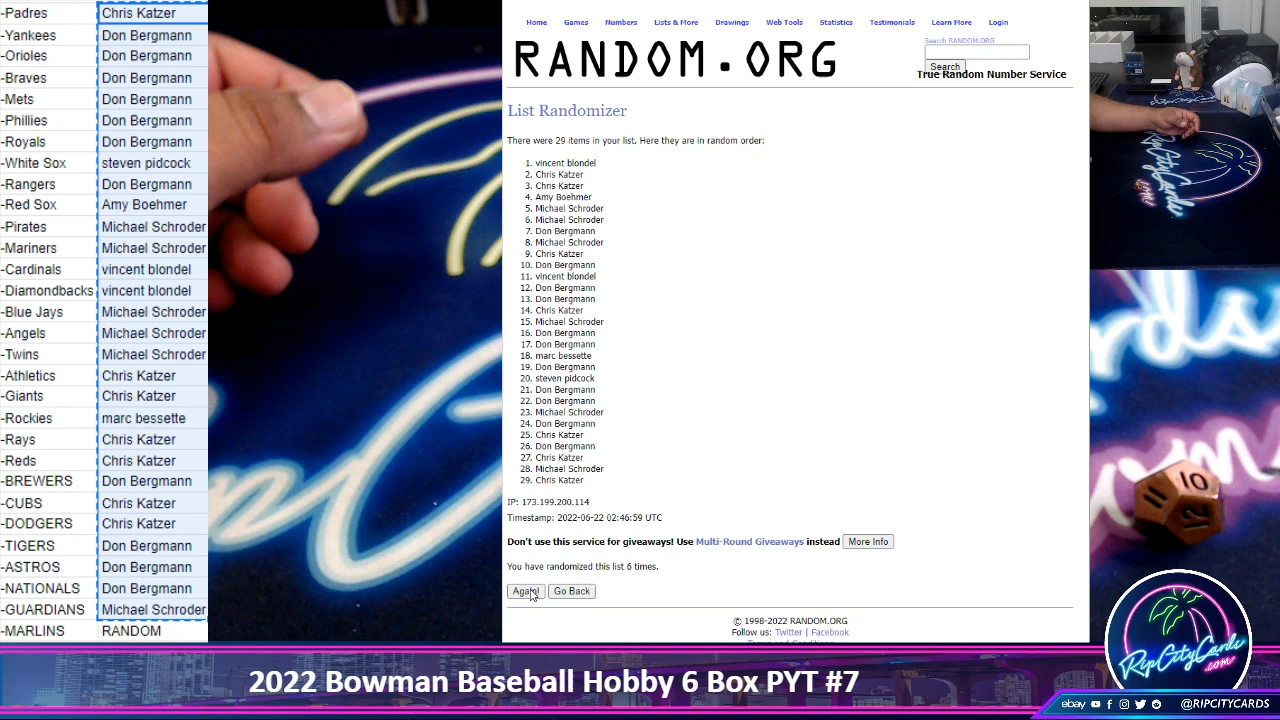 -Padres Chris Katzer
-Yankees Don Bergmann
-Orioles Don Bergmann
-Braves Don Bergmann
-Mets Don Bergmann
-Phillies Don Bergmann
-Royals Don Bergmann
-White Sox steven pidcock
-Rangers Don Bergmann
-Red Sox Amy Boehmer
-Pirates Michael Schroder
-Mariners Michael Schroder
-Cardinals vincent blondel
-Diamondbacks vincent blondel
-Blue Jays Michael Schroder
-Angels Michael Schroder
-Twins Michael Schroder
-Athletics Chris Katzer
-Giants Chris Katzer
-Rockies marc bessette
-Rays Chris Katzer
-Reds Chris Katzer
-BREWERS Don Bergmann
-CUBS Chris Katzer
-DODGERS Chris Katzer
-TIGERS Don Bergmann
-ASTROS Don Bergmann
-NATIONALS Don Bergmann
-GUARDIANS Michael Schroder
-MARLINS RANDOM
Home Games Numbers Lists & More Drawings Web Tools Statistics Testimonials Learn More Login
RANDOM.ORG
Search RANDOM.ORG
Search
True Random Number Service
List Randomizer
There were 29 items in your list. Here they are in random order:
1. vincent blondel
2. Chris Katzer
3. Chris Katzer
4. Amy Boehmer
5. Michael Schroder
6. Michael Schroder
7. Don Bergmann
8. Michael Schroder
9. Chris Katzer
10. Don Bergmann
11. vincent blondel
12. Don Bergmann
13. Don Bergmann
14. Chris Katzer
15. Michael Schroder
16. Don Bergmann
17. Don Bergmann
18. marc bessette
19. Don Bergmann
20. steven pidcock
21. Don Bergmann
22. Don Bergmann
23. Michael Schroder
24. Don Bergmann
25. Chris Katzer
26. Don Bergmann
27. Chris Katzer
28. Michael Schroder
29. Chris Katzer
IP: 173.199.200.114
Timestamp: 2022-06-22 02:46:59 UTC
Don't use this service for giveaways! Use Multi-Round Giveaways instead More Info
You have randomized this list 6 times.
Again! Go Back
© 1998-2022 RANDOM.ORG
Follow us: Twitter | Facebook
Terms and Conditions
RipCityCards
11 10
12
2022 Bowman Baseball Hobby 6 Box PYT #7
RipCityCards
.com
ebay @RIPCITYCARDS